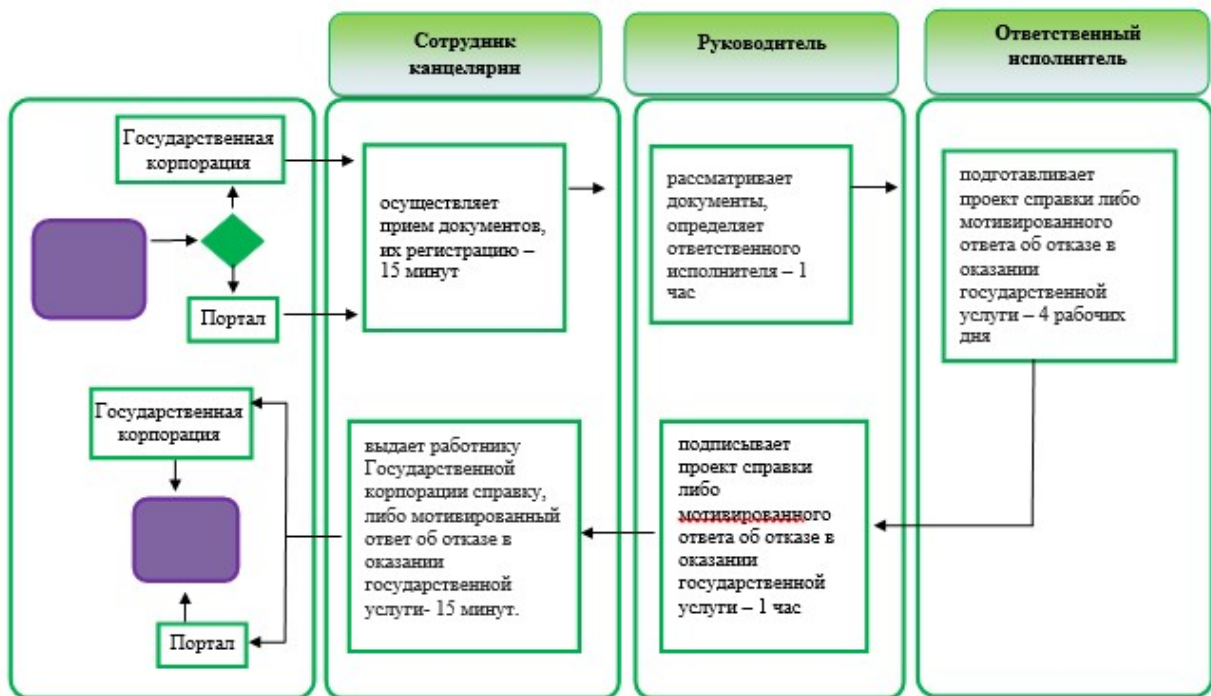 Сотрудник
канцелярии
Руководитель
Ответственный
исполнитель
Государственная
корпорация
Портал
осуществляет
прием документов,
их регистрацию –
15 минут
рассматривает
документы,
определяет
ответственного
исполнителя – 1
час
подготавливает
проект справки либо
мотивированного
ответа об отказе в
оказании
государственной
услуги – 4 рабочих
дня
Государственная
корпорация
Портал
выдает работнику
Государственной
корпорации справку,
либо мотивированный
ответ об отказе в
оказании
государственной
услуги- 15 минут.
подписывает
проект справки
либо
мотивированного
ответа об отказе в
оказании
государственной
услуги – 1 час